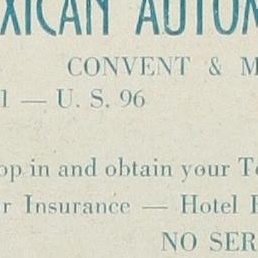 XICAN AUTOM
CONVENT & M
1 — U. S. 96
op in and obtain your T
r Insurance — Hotel
NO SER